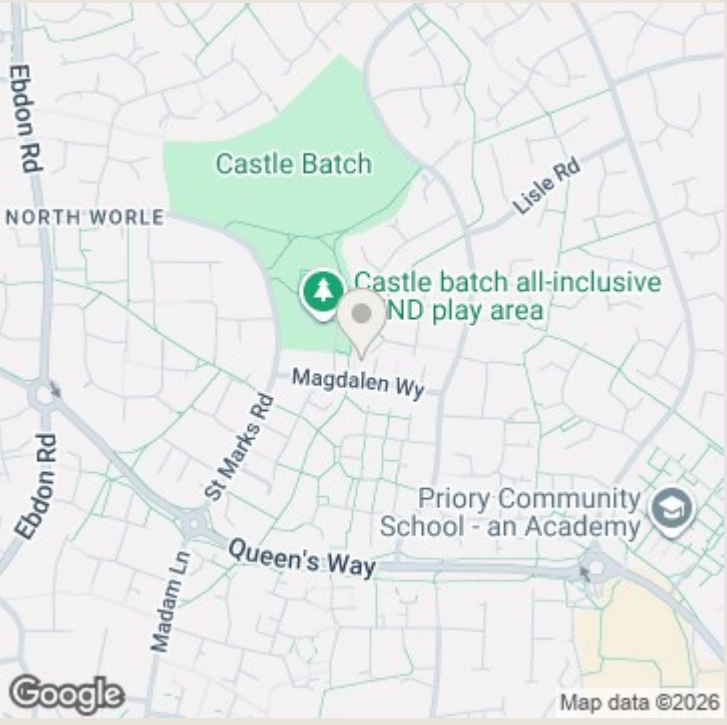 Ebdon Rd
Castle Batch
Lisle Rd
NORTH WORLE
Castle batch all-inclusive
ND play area
Magdalen Wy
St Marks Rd
Ebdon Rd
Priory Community
School - an Academy
Queen's Way
Madam Ln
Google
Map data ©2026